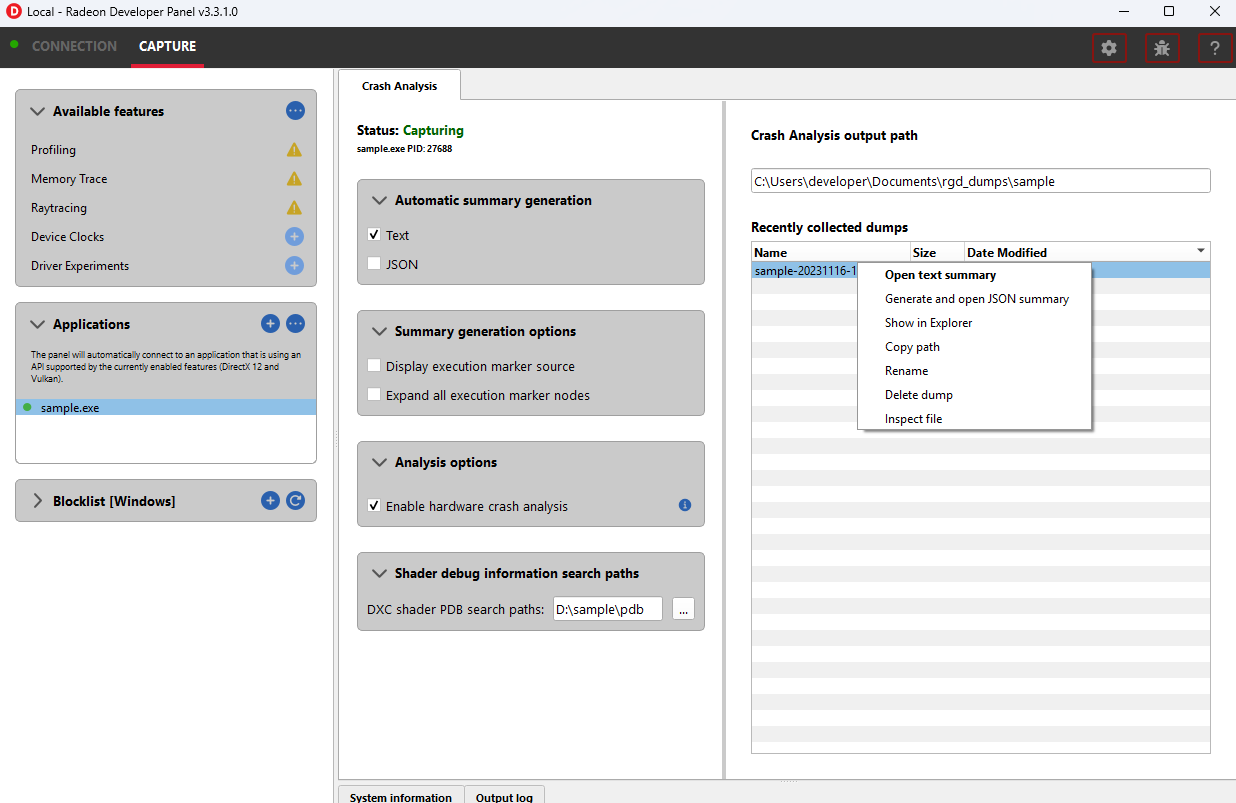 D Local - Radeon Developer Panel v3.3.1.0
CONNECTION CAPTURE ?
Available features
Profiling
Memory Trace
Raytracing
Device Clocks
Driver Experiments
Applications
The panel will automatically connect to an application that is using an
API supported by the currently enabled features (DirectX 12 and
Vulkan).
sample.exe
Blocklist [Windows]
Crash Analysis
Status: Capturing
sample.exe PID: 27688
Automatic summary generation
Text
JSON
Summary generation options
Display execution marker source
Expand all execution marker nodes
Analysis options
Enable hardware crash analysis
Shader debug information search paths
DXC shader PDB search paths: D:\sample\pdb ...
Crash Analysis output path
C:\Users\developer\Documents\rgd_dumps\sample
Recently collected dumps
Name Size Date Modified
sample-20231116-1
Open text summary
Generate and open JSON summary
Show in Explorer
Copy path
Rename
Delete dump
Inspect file
System information Output log